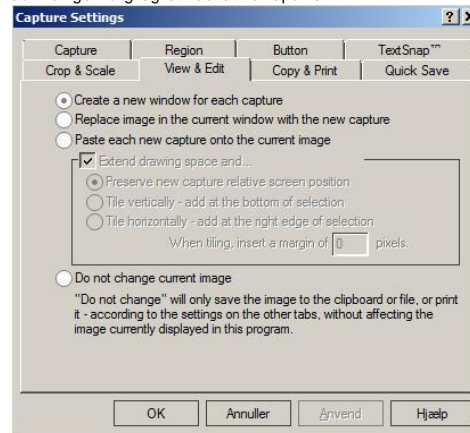 Capture Settings
Capture Region Button TextSnap™
Crop & Scale View & Edit Copy & Print Quick Save
Create a new window for each capture
Replace image in the current window with the new capture
Paste each new capture onto the current image
Extend drawing space and...
Preserve new capture relative screen position
Tile vertically - add at the bottom of selection
Tile horizontally - add at the right edge of selection
When tiling, insert a margin of 0 pixels.
Do not change current image
"Do not change" will only save the image to the clipboard or file, or print
it - according to the settings on the other tabs, without affecting the
image currently displayed in this program.
OK Annuller Anvend Hjælp